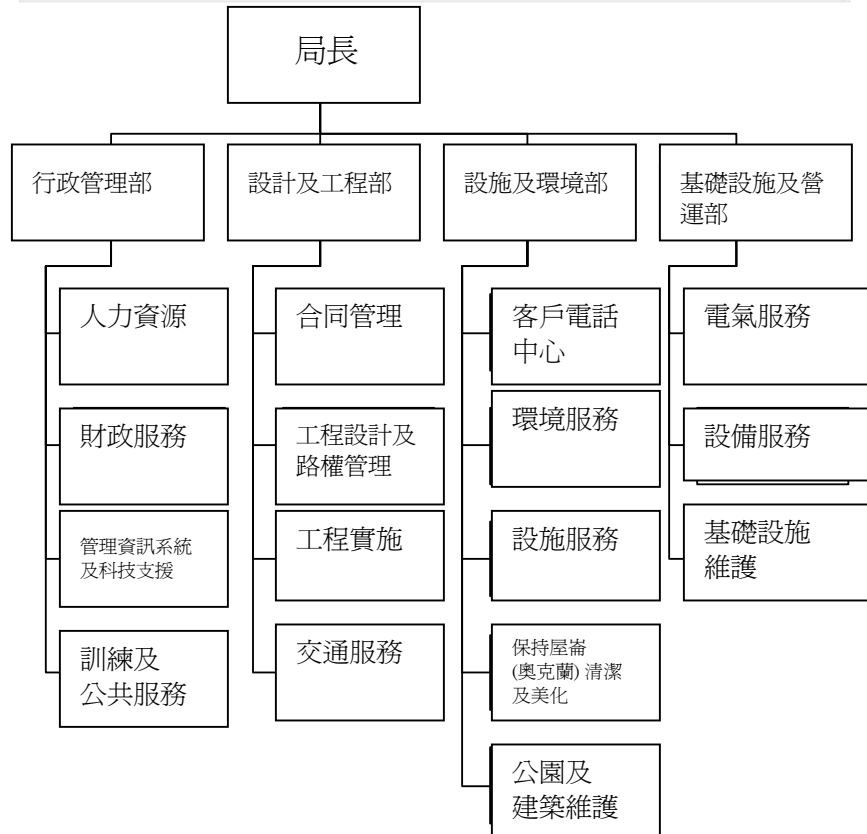 局長
行政管理部
設計及工程部
設施及環境部
基礎設施及營
運部
人力資源
財政服務
管理資訊系統
及科技支援
訓練及
公共服務
合同管理
工程設計及
路權管理
工程實施
交通服務
客戶電話
中心
環境服務
設施服務
保持屋崙
(奧克蘭) 清潔
及美化
公園及
建築維護
電氣服務
設備服務
基礎設施
維護